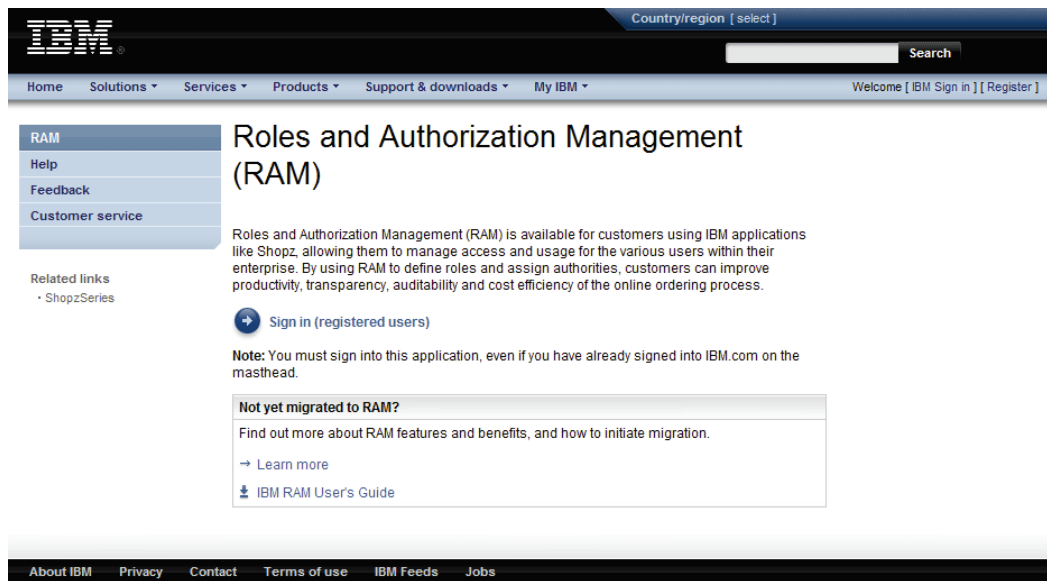 Country/region [ select ]
IBM®
Search
Home Solutions Services Products Support & downloads My IBM Welcome [ IBM Sign in ] [ Register ]
RAM
Help
Feedback
Customer service
Related links
· ShopzSeries
Roles and Authorization Management
(RAM)
Roles and Authorization Management (RAM) is available for customers using IBM applications
like Shopz, allowing them to manage access and usage for the various users within their
enterprise. By using RAM to define roles and assign authorities, customers can improve
productivity, transparency, auditability and cost efficiency of the online ordering process.
Sign in (registered users)
Note: You must sign into this application, even if you have already signed into IBM.com on the
masthead.
Not yet migrated to RAM?
Find out more about RAM features and benefits, and how to initiate migration.
→ Learn more
IBM RAM User's Guide
About IBM Privacy Contact Terms of use IBM Feeds Jobs